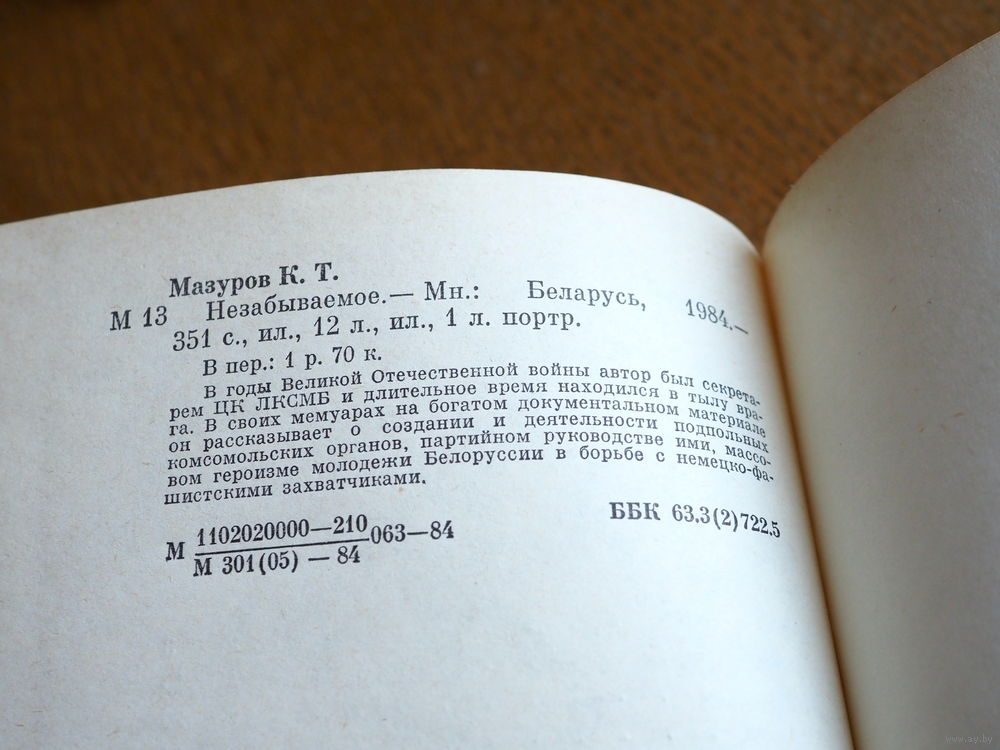 Мазуров К. Т.
М 13 Незабываемое.— Мн.: Беларусь, 1984.—
351 с., ил., 12 л., ил., 1 л. портр.
В пер.: 1 р. 70 к.
В годы Великой Отечественной войны автор был секрета-
рем ЦК ЛКСМБ и длительное время находился в тылу вра-
га. В своих мемуарах на богатом документальном материале
он рассказывает о создании и деятельности подпольных
комсомольских органов, партийном руководстве ими, массо-
вом героизме молодежи Белоруссии в борьбе с немецко-фа-
шистскими захватчиками.
М 1102020000—210 063—84
М 301(05) — 84
ББК 63.3(2)722.5
www.ay.by